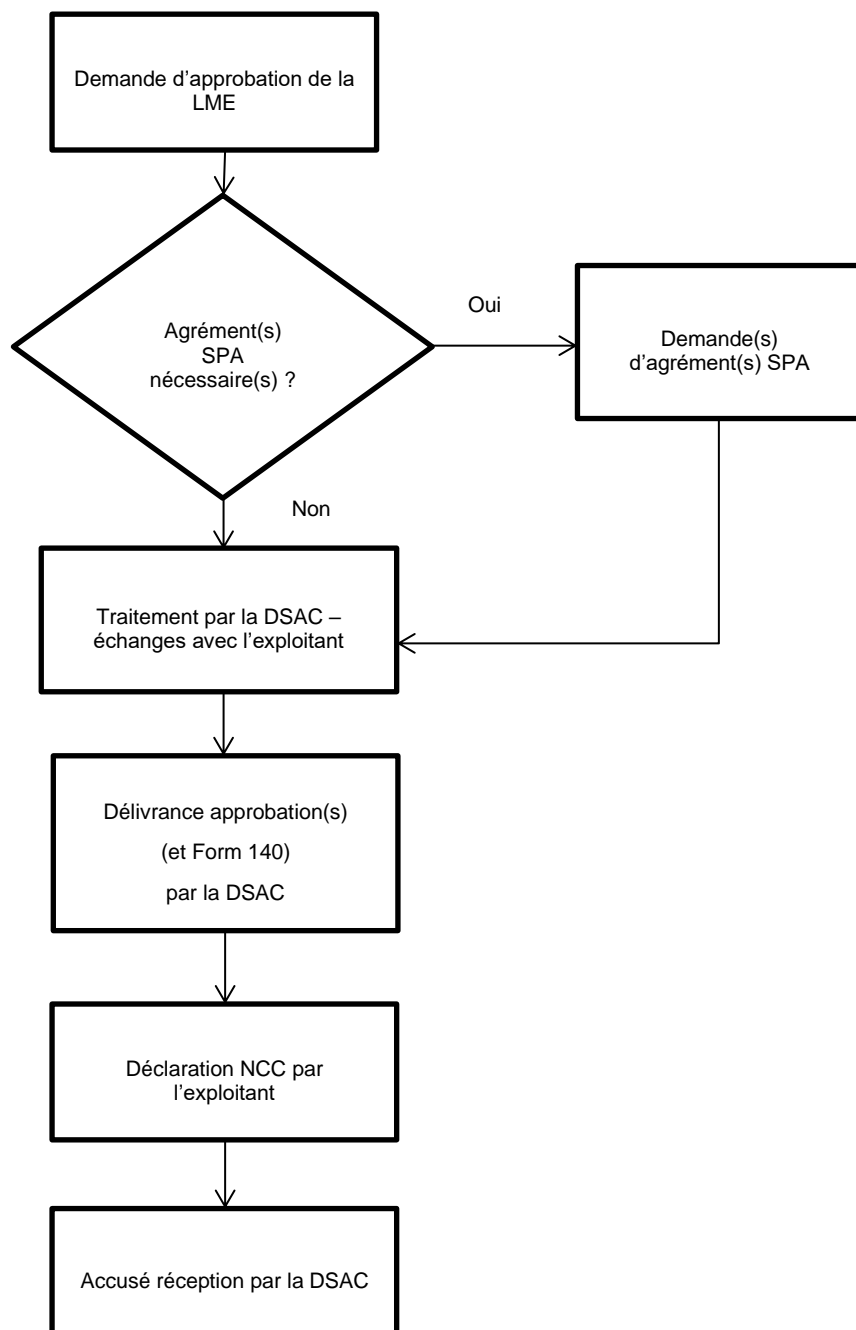 Demande d'approbation de la
LME
Agrément(s)
SPA
nécessaire(s) ?
Oui
Demande(s)
d'agrément(s) SPA
Non
Traitement par la DSAC –
échanges avec l'exploitant
Délivrance approbation(s)
(et Form 140)
par la DSAC
Déclaration NCC par
l'exploitant
Accusé réception par la DSAC